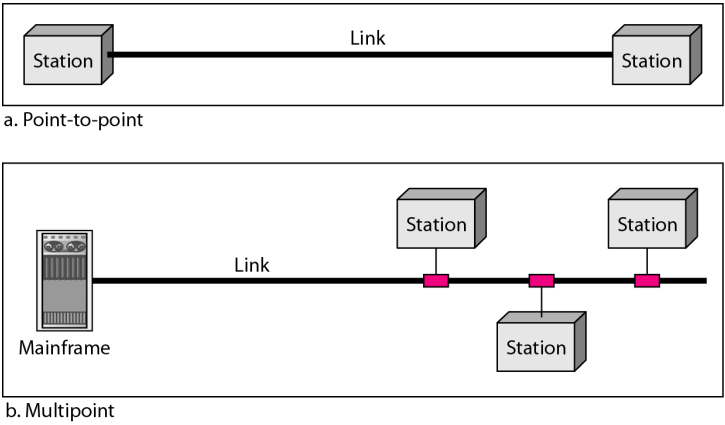 Link
Station
Station
a. Point-to-point
Station
Station
Link
Mainframe
Station
b. Multipoint